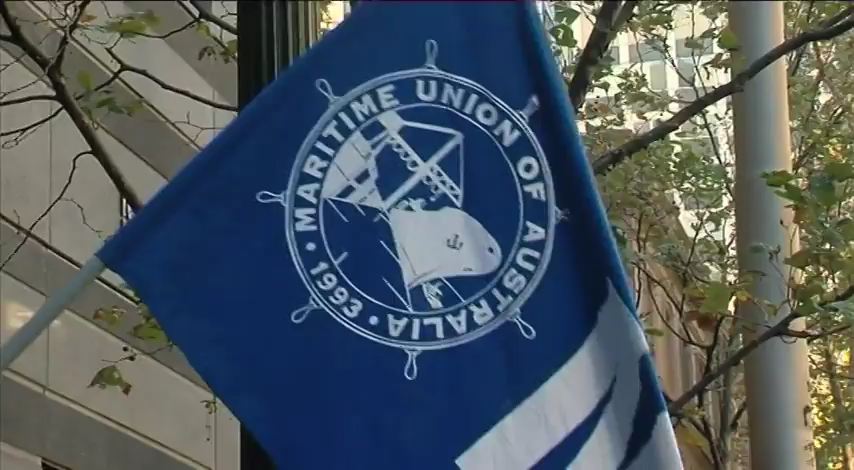 MARITIME UNION OF AUSTRALIA
• 1993 •